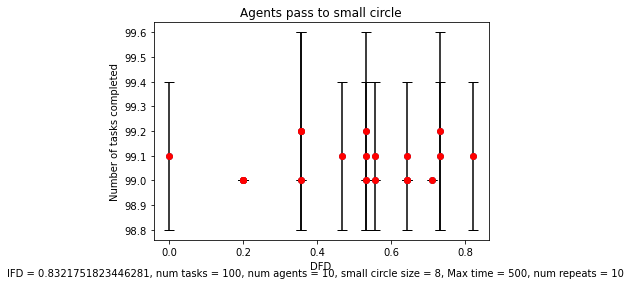 Agents pass to small circle
Number of tasks completed
99.6
99.5
99.4
99.3
99.2
99.1
99.0
98.9
98.8
0.0 0.2 0.4 0.6 0.8
DFD
IFD = 0.8321751823446281, num tasks = 100, num agents = 10, small circle size = 8, Max time = 500, num repeats = 10